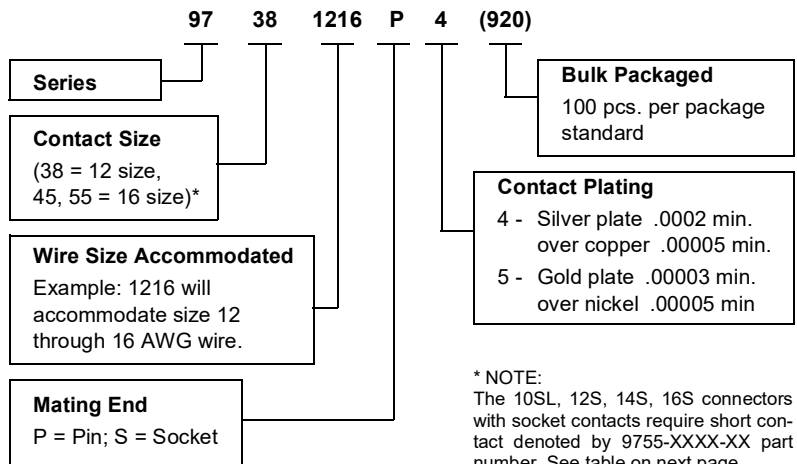 97 38 1216 P 4 (920)
Series
Contact Size
(38 = 12 size,
45, 55 = 16 size)*
Wire Size Accommodated
Example: 1216 will
accommodate size 12
through 16 AWG wire.
Mating End
P = Pin; S = Socket
Bulk Packaged
100 pcs. per package
standard
Contact Plating
4 - Silver plate .0002 min.
over copper .00005 min.
5 - Gold plate .00003 min.
over nickel .00005 min
* NOTE:
The 10SL, 12S, 14S, 16S connectors
with socket contacts require short con-
tact denoted by 9755-XXXX-XX part
number. See table on next page